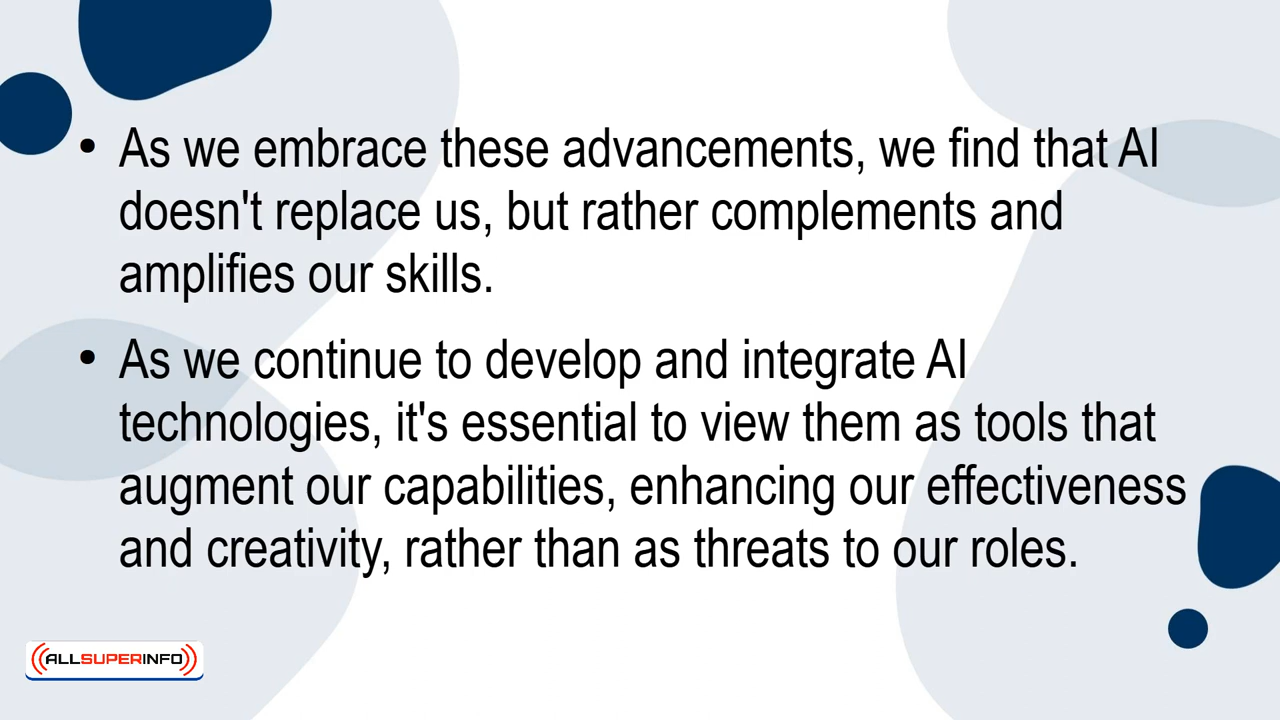 • As we embrace these advancements, we find that AI
doesn't replace us, but rather complements and
amplifies our skills.
• As we continue to develop and integrate AI
technologies, it's essential to view them as tools that
augment our capabilities, enhancing our effectiveness
and creativity, rather than as threats to our roles.
ALLSUPERINFO